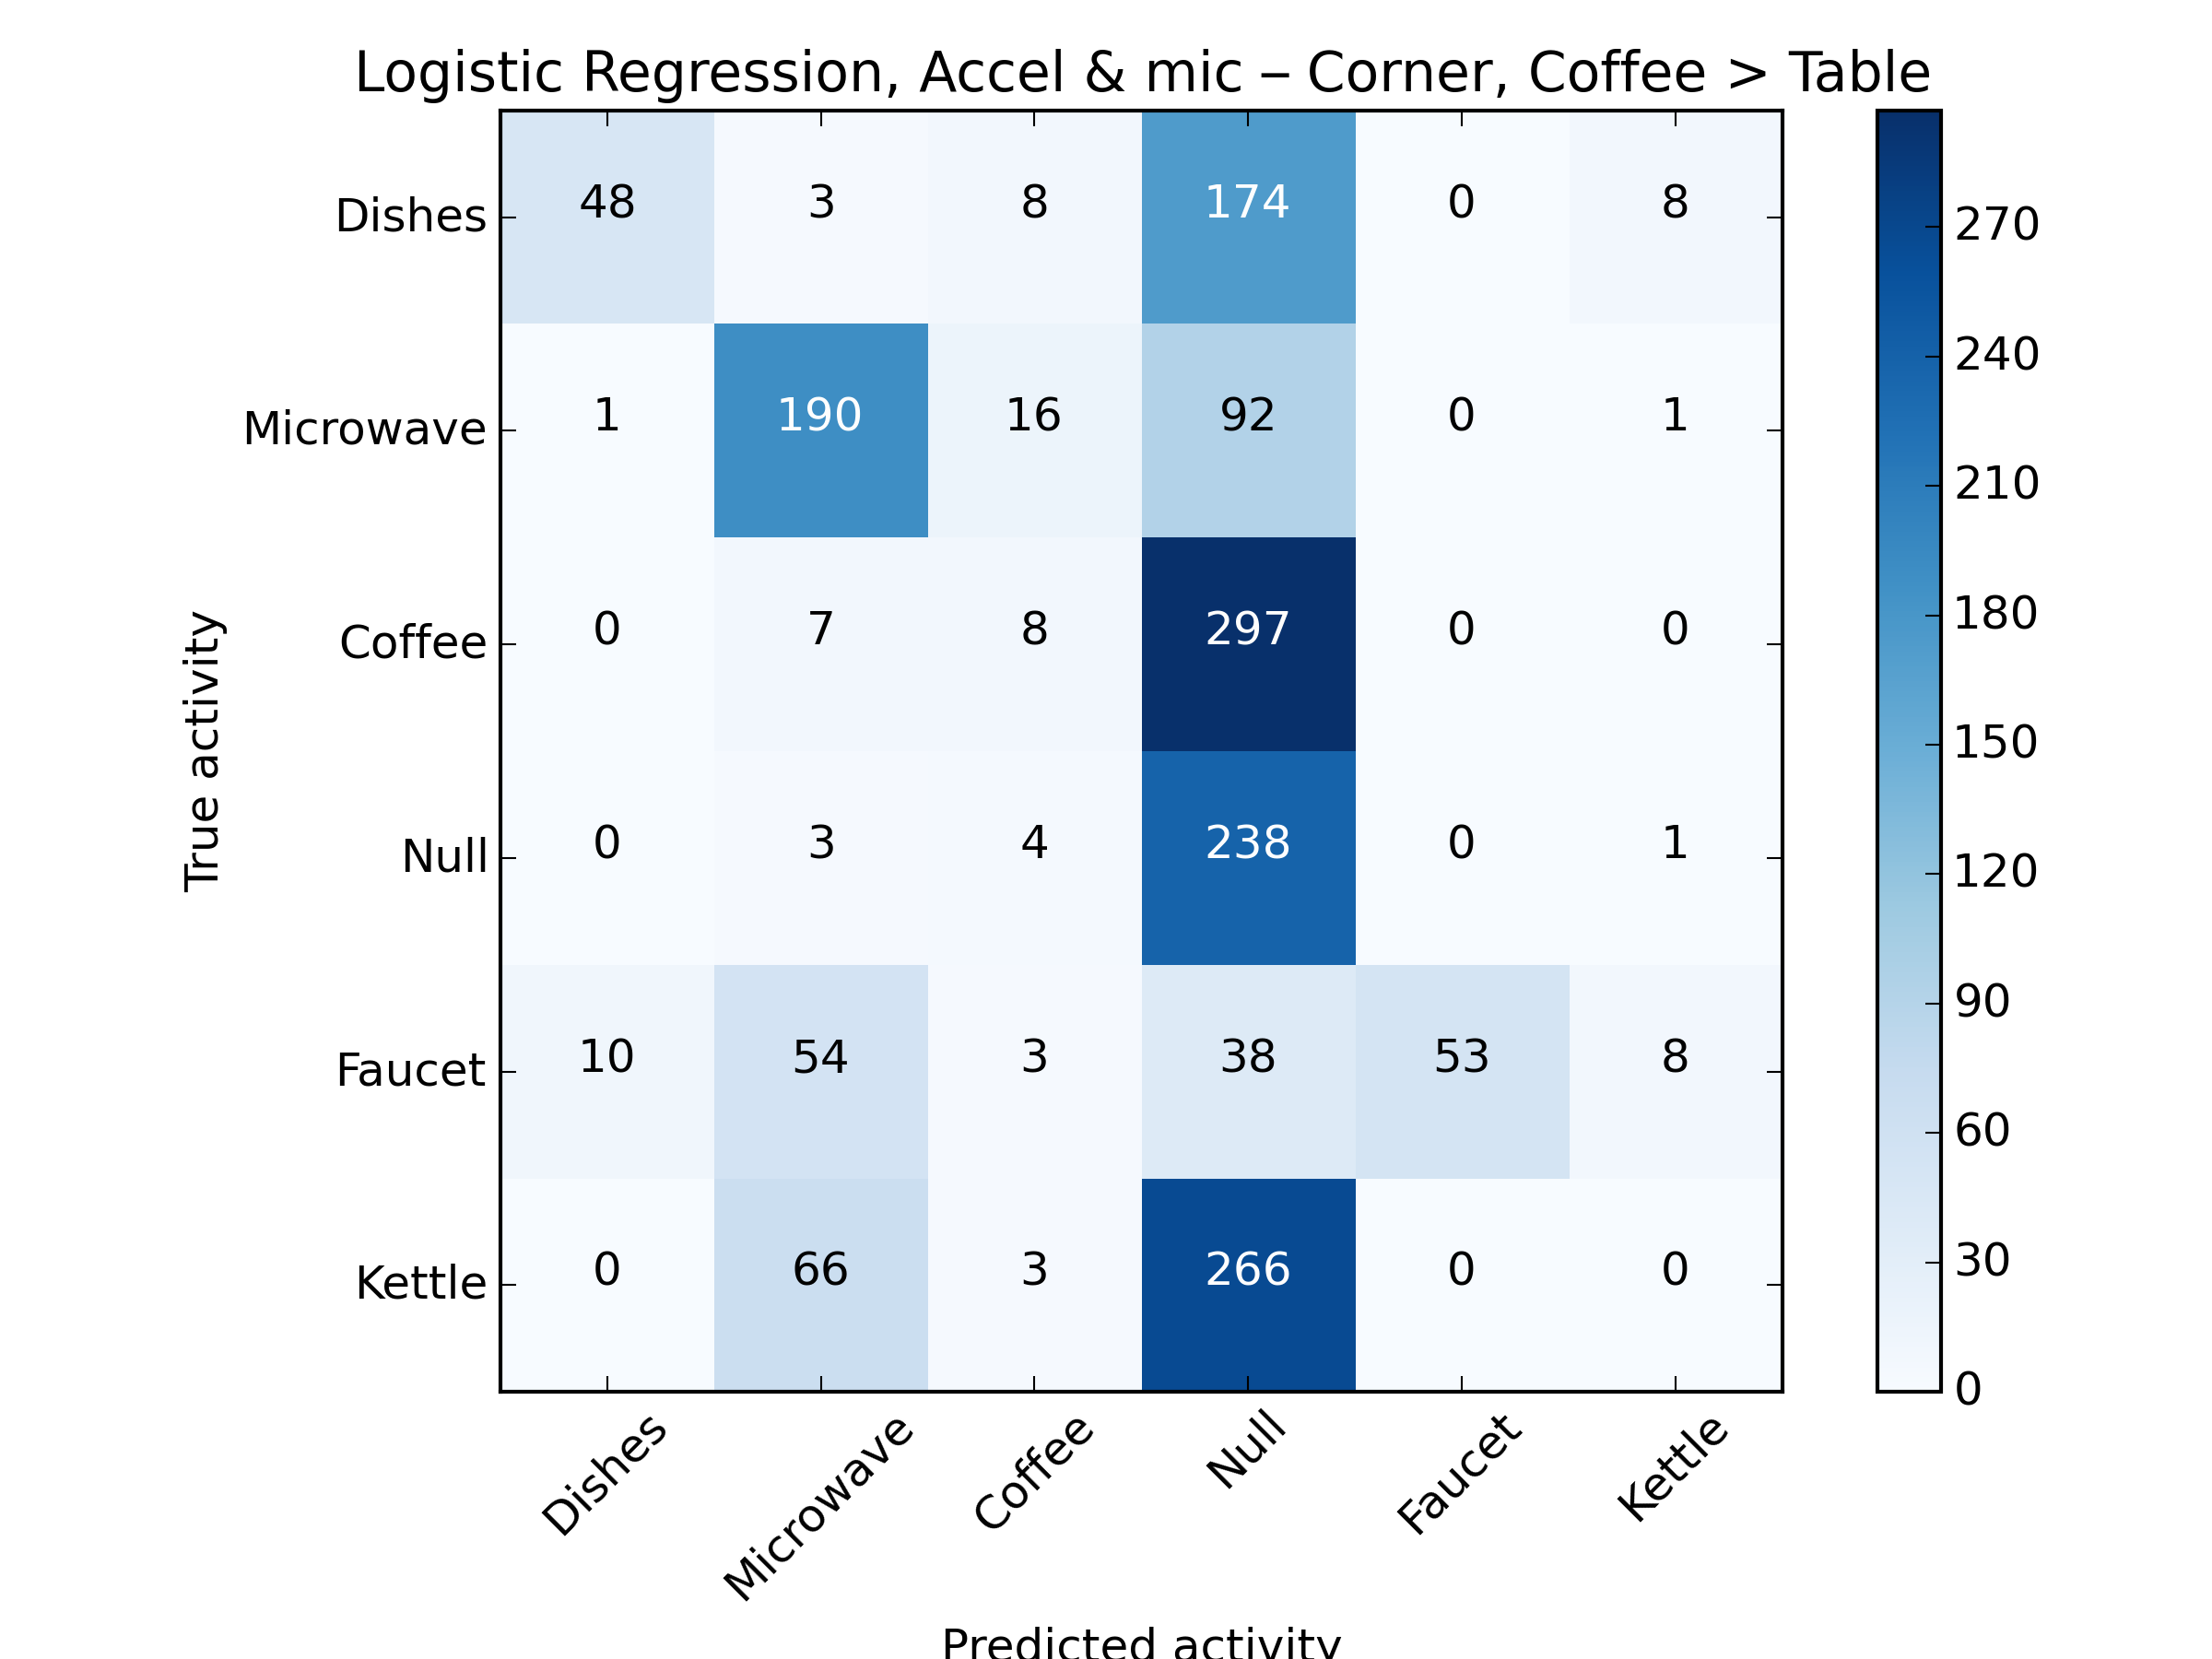 Logistic Regression, Accel & mic – Corner, Coffee > Table
Dishes 48 3 8 174 0 8
Microwave 1 190 16 92 0 1
Coffee 0 7 8 297 0 0
Null 0 3 4 238 0 1
Faucet 10 54 3 38 53 8
Kettle 0 66 3 266 0 0
True activity
Dishes Microwave Coffee Null Faucet Kettle
Predicted activity
270
240
210
180
150
120
90
60
30
0